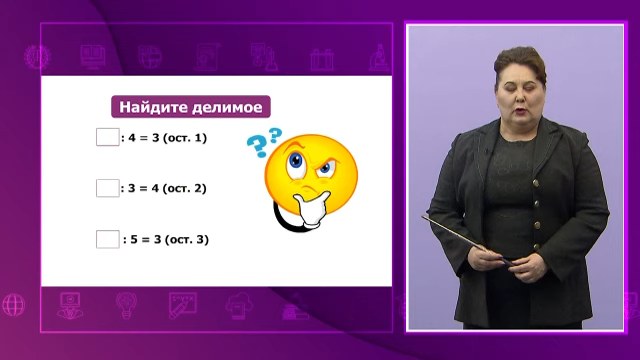 Найдите делимое
: 4 = 3 (ост. 1)
: 3 = 4 (ост. 2)
: 5 = 3 (ост. 3)
??